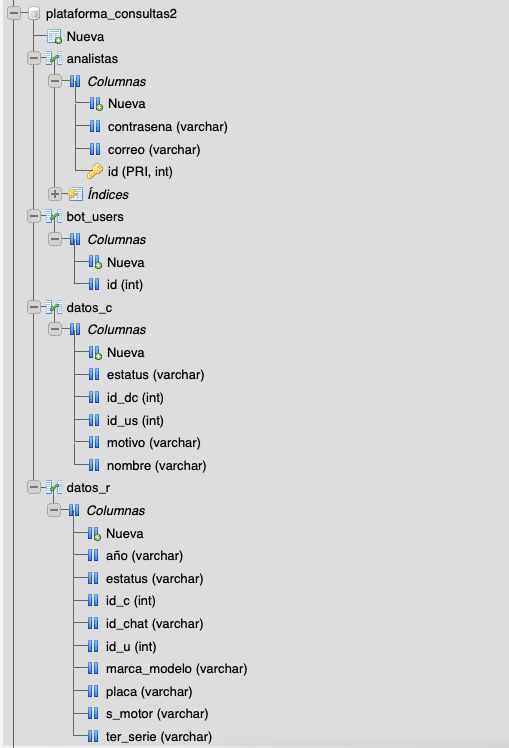 plataforma_consultas2
Nueva
analistas
Columnas
Nueva
contrasena (varchar)
correo (varchar)
id (PRI, int)
Índices
bot_users
Columnas
Nueva
id (int)
datos_c
Columnas
Nueva
estatus (varchar)
id_dc (int)
id_us (int)
motivo (varchar)
nombre (varchar)
datos_r
Columnas
Nueva
año (varchar)
estatus (varchar)
id_c (int)
id_chat (varchar)
id_u (int)
marca_modelo (varchar)
placa (varchar)
s_motor (varchar)
ter_serie (varchar)